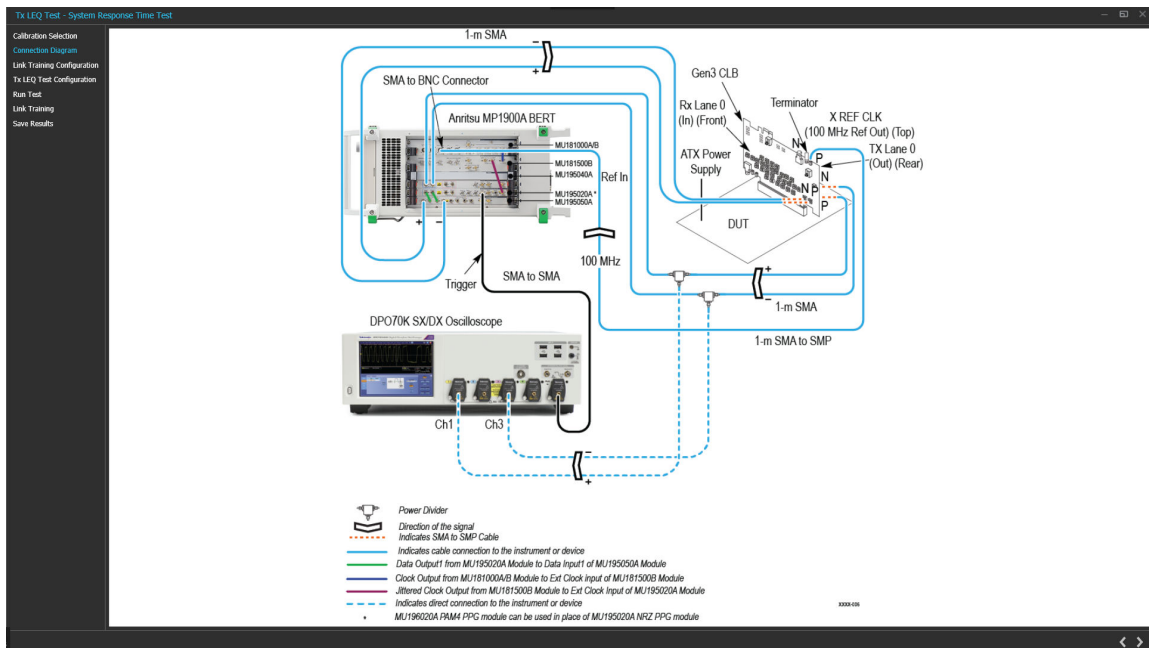 Tx LEQ Test - System Response Time Test
Calibration Selection
Connection Diagram
Link Training Configuration
Tx LEQ Test Configuration
Run Test
Link Training
Save Results
1-m SMA
−
+
SMA to BNC Connector
Anritsu MP1900A BERT
MU181000A/B
MU181500B
MU195040A
MU195020A *
MU195050A
Ref In
+ −
Gen3 CLB
Rx Lane 0
(In) (Front)
Terminator
X REF CLK
(100 MHz Ref Out) (Top)
TX Lane 0
(Out) (Rear)
ATX Power
Supply
N
P
N
N
P
P
DUT
100 MHz
Trigger
SMA to SMA
+
−
1-m SMA
1-m SMA to SMP
DPO70K SX/DX Oscilloscope
Ch1
Ch3
−
+
Power Divider
Direction of the signal
Indicates SMA to SMP Cable
Indicates cable connection to the instrument or device
Data Output1 from MU195020A Module to Data Input1 of MU195050A Module
Clock Output from MU181000A/B Module to Ext Clock input of MU181500B Module
Jittered Clock Output from MU181500B Module to Ext Clock Input of MU195020A Module
Indicates direct connection to the instrument or device
* MU196020A PAM4 PPG module can be used in place of MU195020A NRZ PPG module
XXXX-005